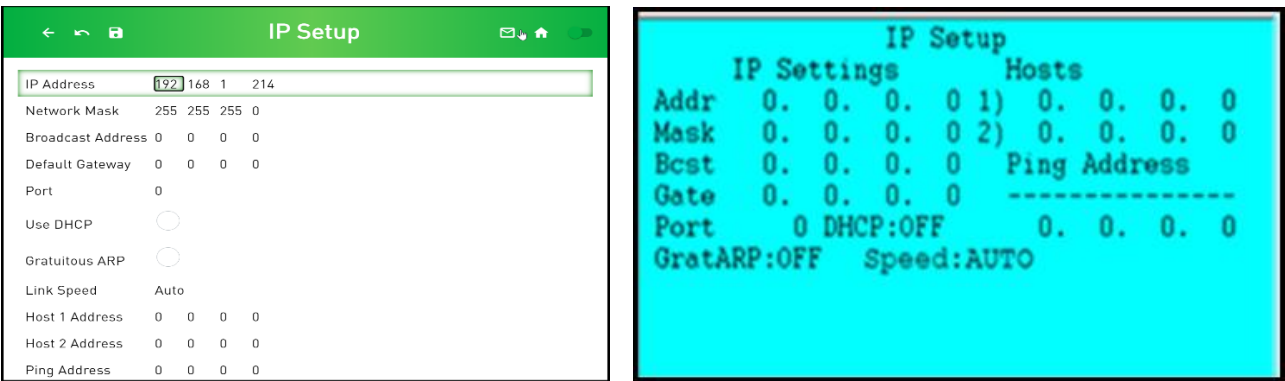 IP Setup
IP Address 192 168 1 214
Network Mask 255 255 255 0
Broadcast Address 0 0 0 0
Default Gateway 0 0 0 0
Port 0
Use DHCP
Gratuitous ARP
Link Speed Auto
Host 1 Address 0 0 0 0
Host 2 Address 0 0 0 0
Ping Address 0 0 0 0
IP Setup
IP Settings Hosts
Addr 0. 0. 0. 0 1) 0. 0. 0. 0
Mask 0. 0. 0. 0 2) 0. 0. 0. 0
Bcst 0. 0. 0. 0 Ping Address
Gate 0. 0. 0. 0 ---------------
Port 0 DHCP:OFF 0. 0. 0. 0
GratARP:OFF Speed:AUTO